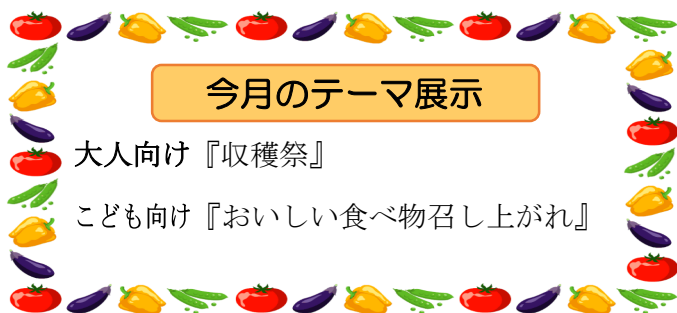 今月のテーマ展示
大人向け『収穫祭』
こども向け『おいしい食べ物召し上がれ』